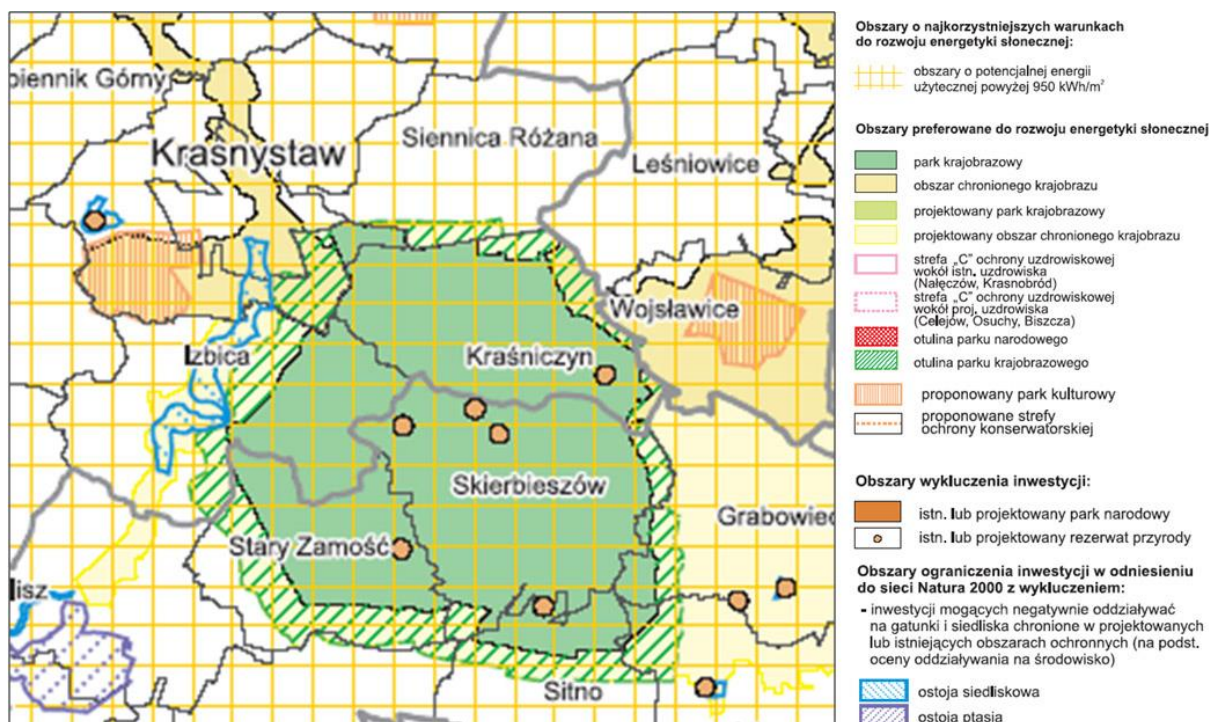 piennik Górny
Krasnystaw
Siennica Różana
Leśniowice
Wojsławice
Izbica
Kraśniczyn
Skierbieszów
Grabowiec
Stary Zamość
lisz
Sitno
Obszary o najkorzystniejszych warunkach
do rozwoju energetyki słonecznej:
obszary o potencjalnej energii
użytecznej powyżej 950 kWh/m²
Obszary preferowane do rozwoju energetyki słonecznej
park krajobrazowy
obszar chronionego krajobrazu
projektowany park krajobrazowy
projektowany obszar chronionego krajobrazu
strefa „C” ochrony uzdrowiskowej
wokół istn. uzdrowiska
(Nałęczów, Krasnobród)
strefa „C” ochrony uzdrowiskowej
wokół proj. uzdrowiska
(Celejów, Osuchy, Biszcza)
otulina parku narodowego
otulina parku krajobrazowego
proponowany park kulturowy
proponowane strefy
ochrony konserwatorskiej
Obszary wykluczenia inwestycji:
istn. lub projektowany park narodowy
istn. lub projektowany rezerwat przyrody
Obszary ograniczenia inwestycji w odniesieniu
do sieci Natura 2000 z wykluczeniem:
- inwestycji mogących negatywnie oddziaływać
na gatunki i siedliska chronione w projektowanych
lub istniejących obszarach ochronnych (na podst.
oceny oddziaływania na środowisko)
ostoja siedliskowa
ostoja ptasia